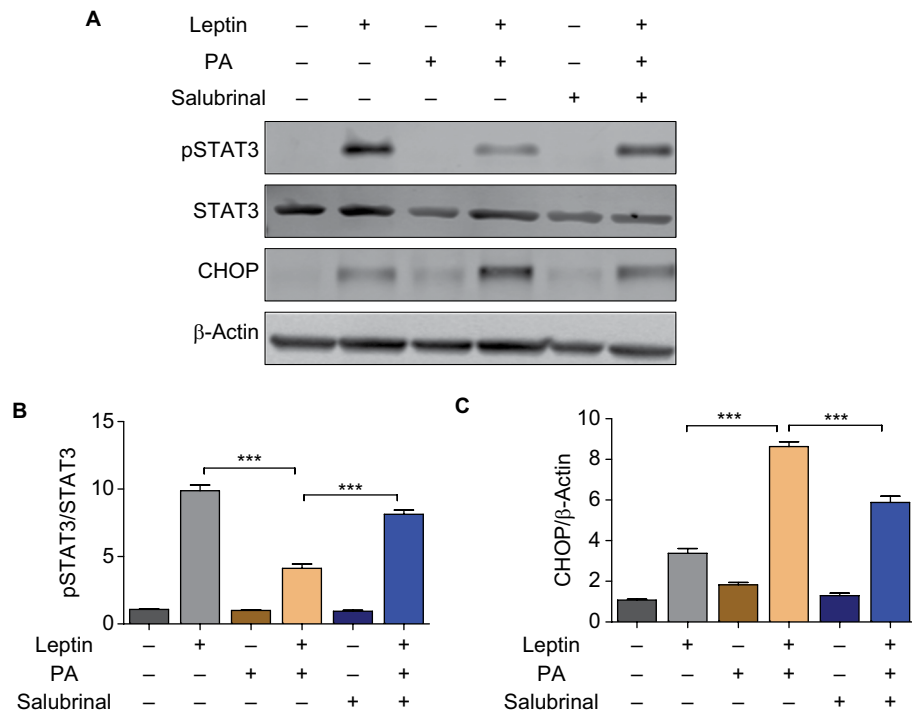 A
Leptin – + – + – +
PA – – + + – +
Salubrinal – – – – + +
pSTAT3
STAT3
CHOP
β-Actin
B
pSTAT3/STAT3
15
10
5
0
***
***
Leptin – + – + – +
PA – – + + – +
Salubrinal – – – – + +
C
CHOP/β-Actin
10
8
6
4
2
0
***
***
Leptin – + – + – +
PA – – + + – +
Salubrinal – – – – + +